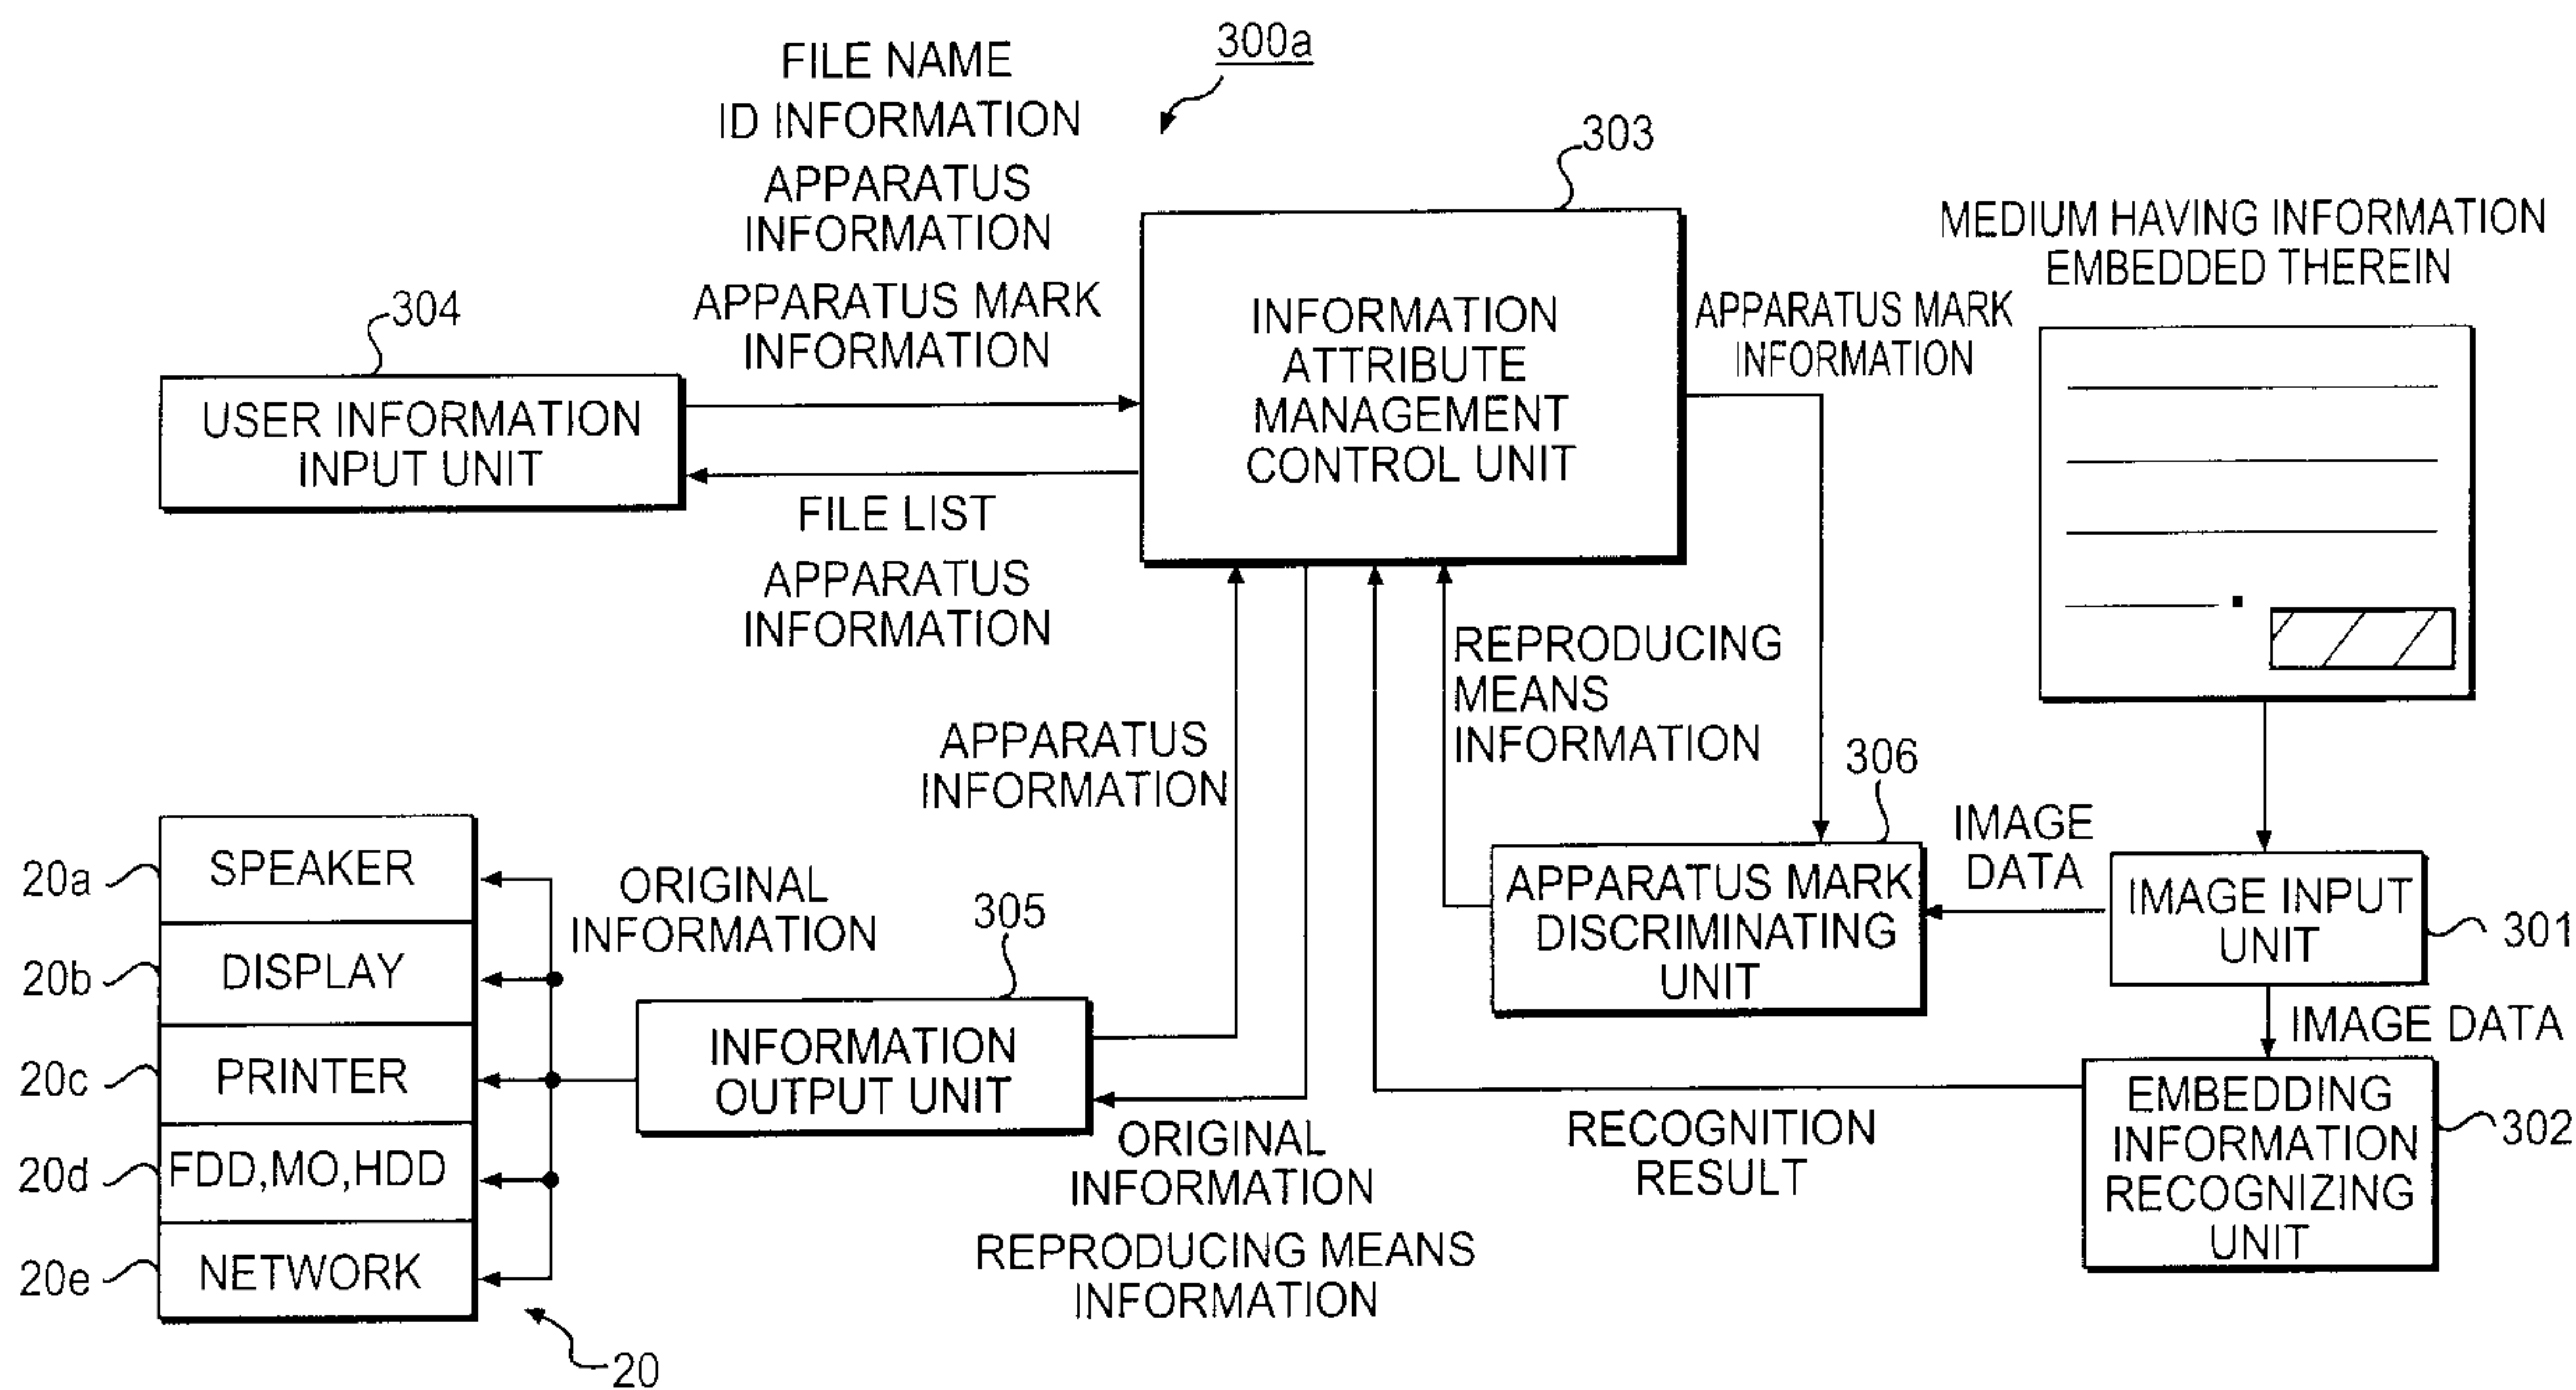 300a
FILE NAME
ID INFORMATION
APPARATUS
INFORMATION
APPARATUS MARK
INFORMATION
303
304
USER INFORMATION
INPUT UNIT
FILE LIST
APPARATUS
INFORMATION
INFORMATION
ATTRIBUTE
MANAGEMENT
CONTROL UNIT
APPARATUS MARK
INFORMATION
MEDIUM HAVING INFORMATION
EMBEDDED THEREIN
REPRODUCING
MEANS
INFORMATION
APPARATUS
INFORMATION
306
IMAGE
DATA
APPARATUS MARK
DISCRIMINATING
UNIT
IMAGE INPUT
UNIT
301
IMAGE DATA
EMBEDDING
INFORMATION
RECOGNIZING
UNIT
302
RECOGNITION
RESULT
20a
SPEAKER
20b
DISPLAY
20c
PRINTER
20d
FDD,MO,HDD
20e
NETWORK
20
ORIGINAL
INFORMATION
305
INFORMATION
OUTPUT UNIT
ORIGINAL
INFORMATION
REPRODUCING MEANS
INFORMATION